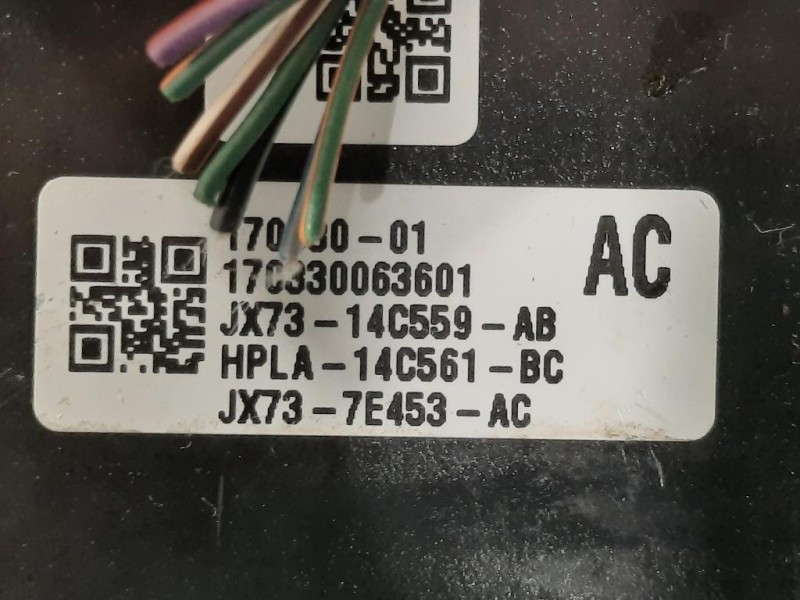 AC
170330063601
JX73-14C559-AB
HPLA-14C561-BC
JX73-7E453-AC